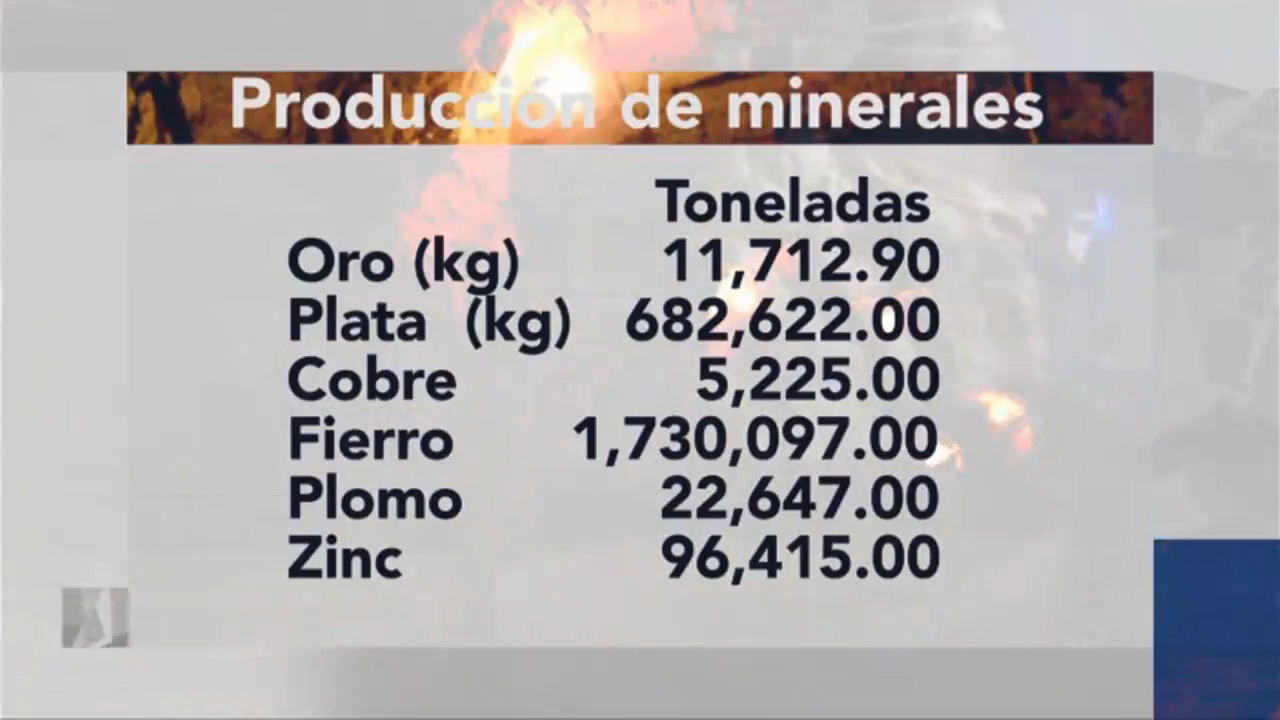 Producción de minerales
Toneladas
Oro (kg) 11,712.90
Plata (kg) 682,622.00
Cobre 5,225.00
Fierro 1,730,097.00
Plomo 22,647.00
Zinc 96,415.00